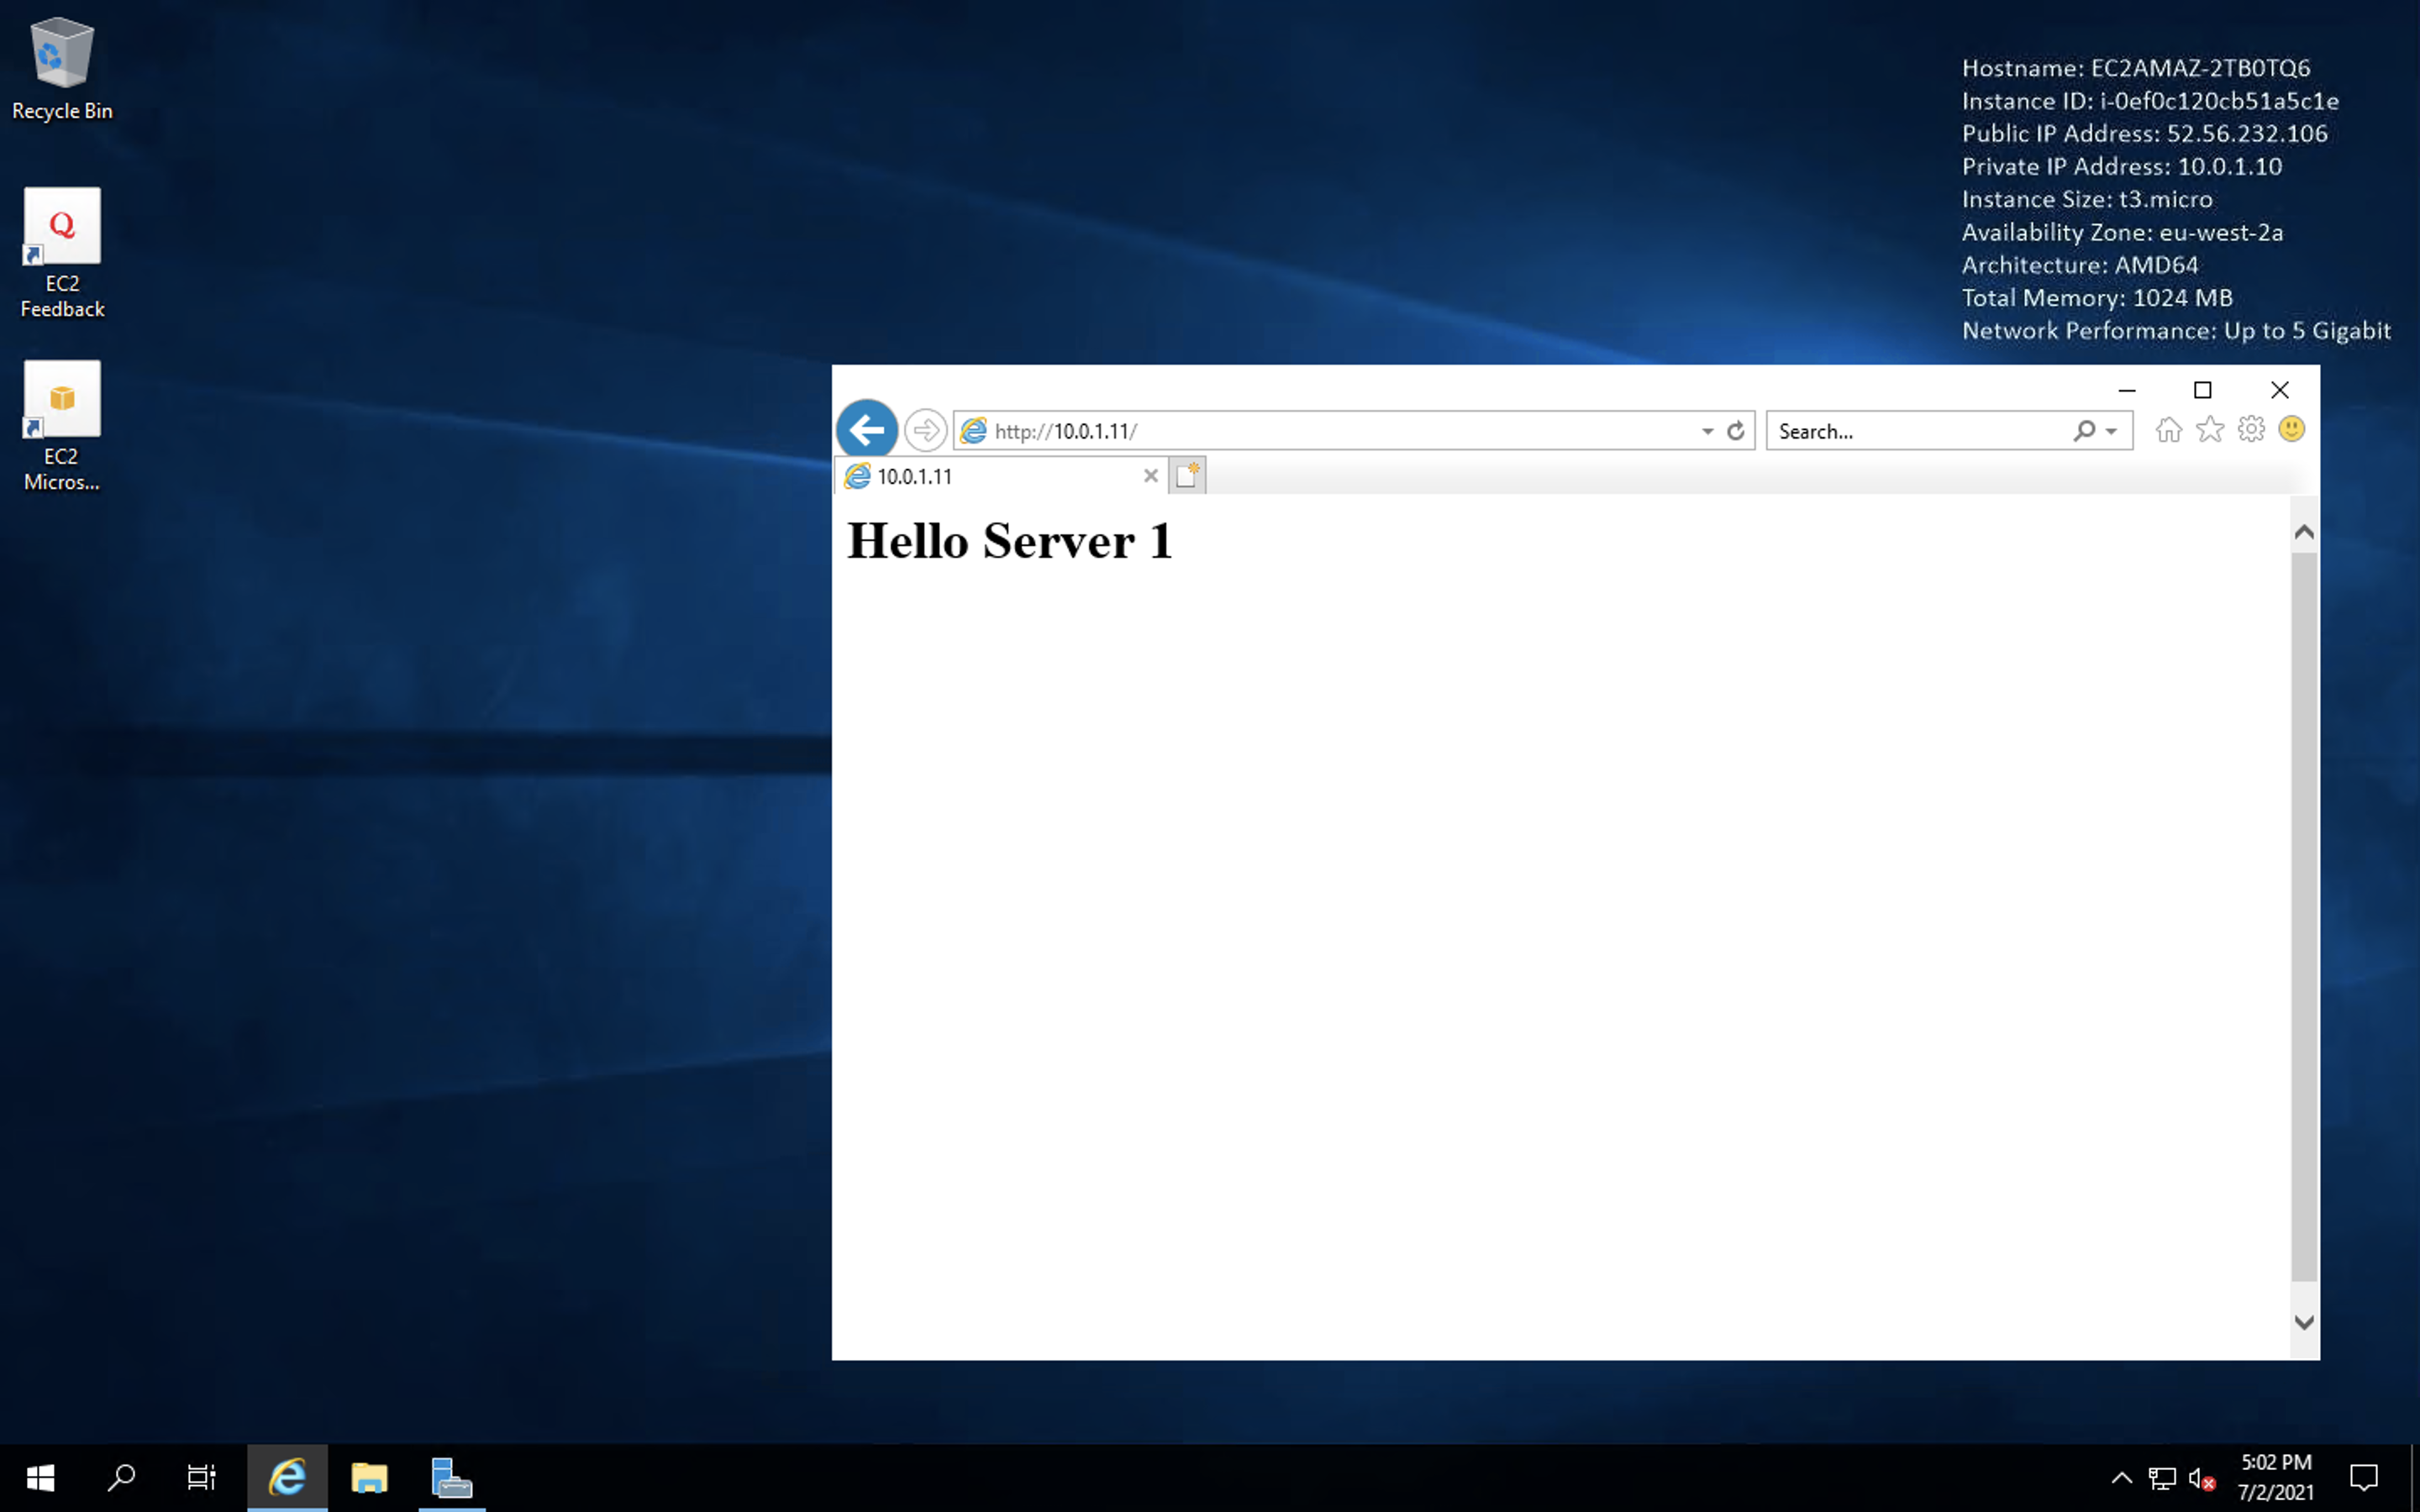 Recycle Bin
EC2
Feedback
EC2
Micros...
Hostname: EC2AMAZ-2TB0TQ6
Instance ID: i-0ef0c120cb51a5c1e
Public IP Address: 52.56.232.106
Private IP Address: 10.0.1.10
Instance Size: t3.micro
Availability Zone: eu-west-2a
Architecture: AMD64
Total Memory: 1024 MB
Network Performance: Up to 5 Gigabit
http://10.0.1.11/
Search...
10.0.1.11
Hello Server 1
5:02 PM
7/2/2021